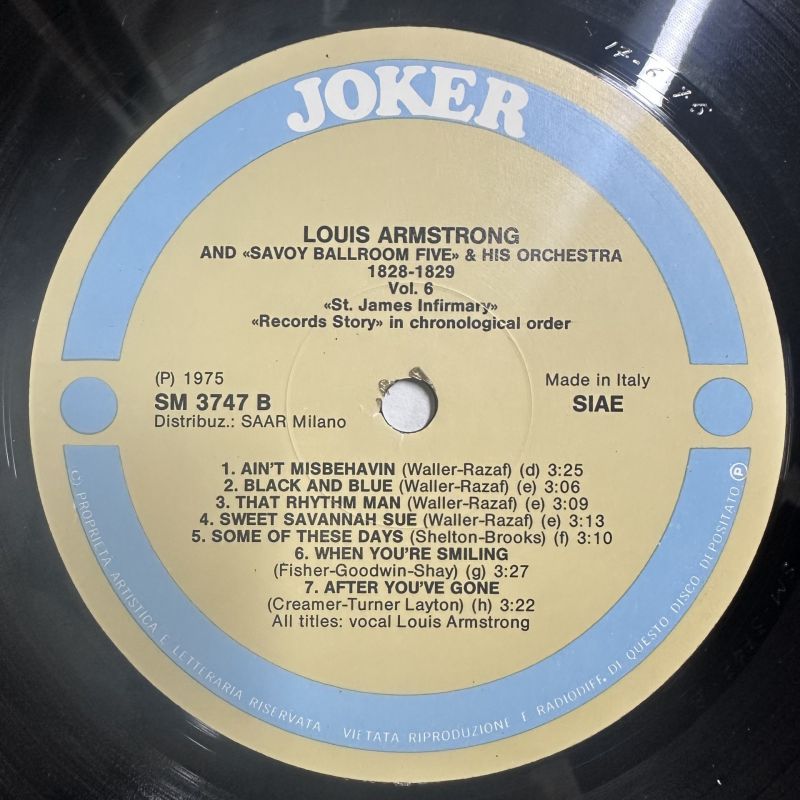 17-6-75
JOKER
LOUIS ARMSTRONG
AND «SAVOY BALLROOM FIVE» & HIS ORCHESTRA
1828-1829
Vol. 6
«St. James Infirmary»
«Records Story» in chronological order
(P) 1975
SM 3747 B
Distribuz.: SAAR Milano
Made in Italy
SIAE
1. AIN'T MISBEHAVIN (Waller-Razaf) (d) 3:25
2. BLACK AND BLUE (Waller-Razaf) (e) 3:06
3. THAT RHYTHM MAN (Waller-Razaf) (e) 3:09
4. SWEET SAVANNAH SUE (Waller-Razaf) (e) 3:13
5. SOME OF THESE DAYS (Shelton-Brooks) (f) 3:10
6. WHEN YOU'RE SMILING
(Fisher-Goodwin-Shay) (g) 3:27
7. AFTER YOU'VE GONE
(Creamer-Turner Layton) (h) 3:22
All titles: vocal Louis Armstrong
C) PROPRIETÀ ARTISTICA E LETTERARIA RISERVATA VIETATA RIPRODUZIONE E RADIODIFF. DI QUESTO DISCO DEPOSITATO Ⓟ